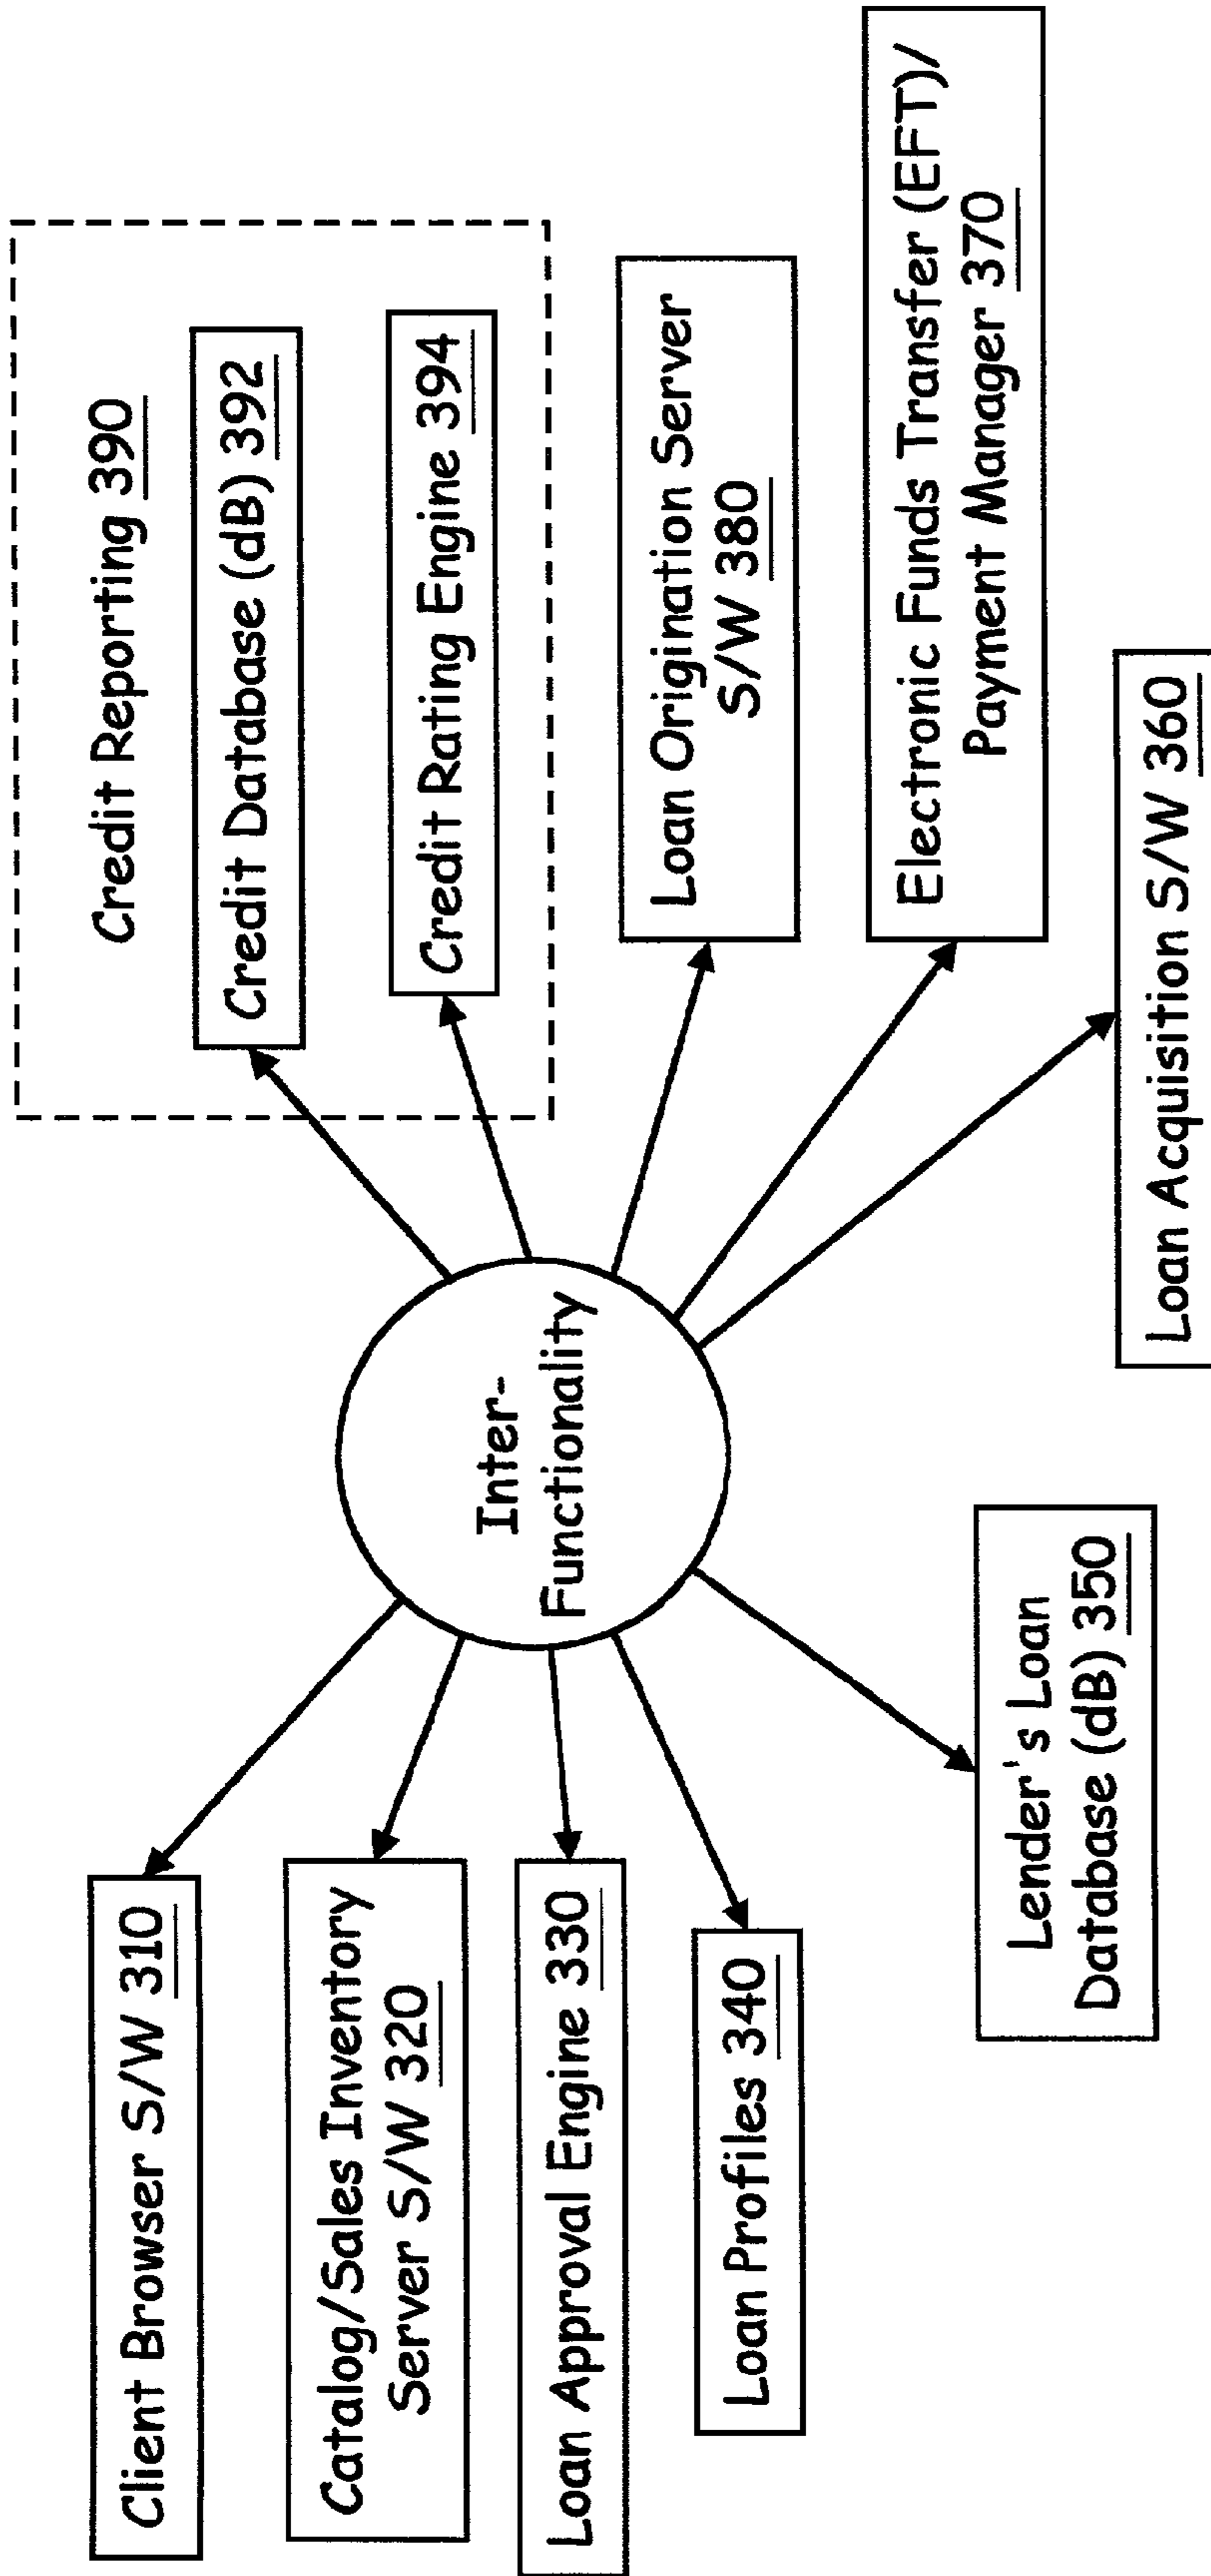 Client Browser S/W 310
Catalog/Sales Inventory
Server S/W 320
Loan Approval Engine 330
Loan Profiles 340
Lender's Loan
Database (dB) 350
Inter-
Functionality
Credit Reporting 390
Credit Database (dB) 392
Credit Rating Engine 394
Loan Origination Server
S/W 380
Electronic Funds Transfer (EFT)/
Payment Manager 370
Loan Acquisition S/W 360